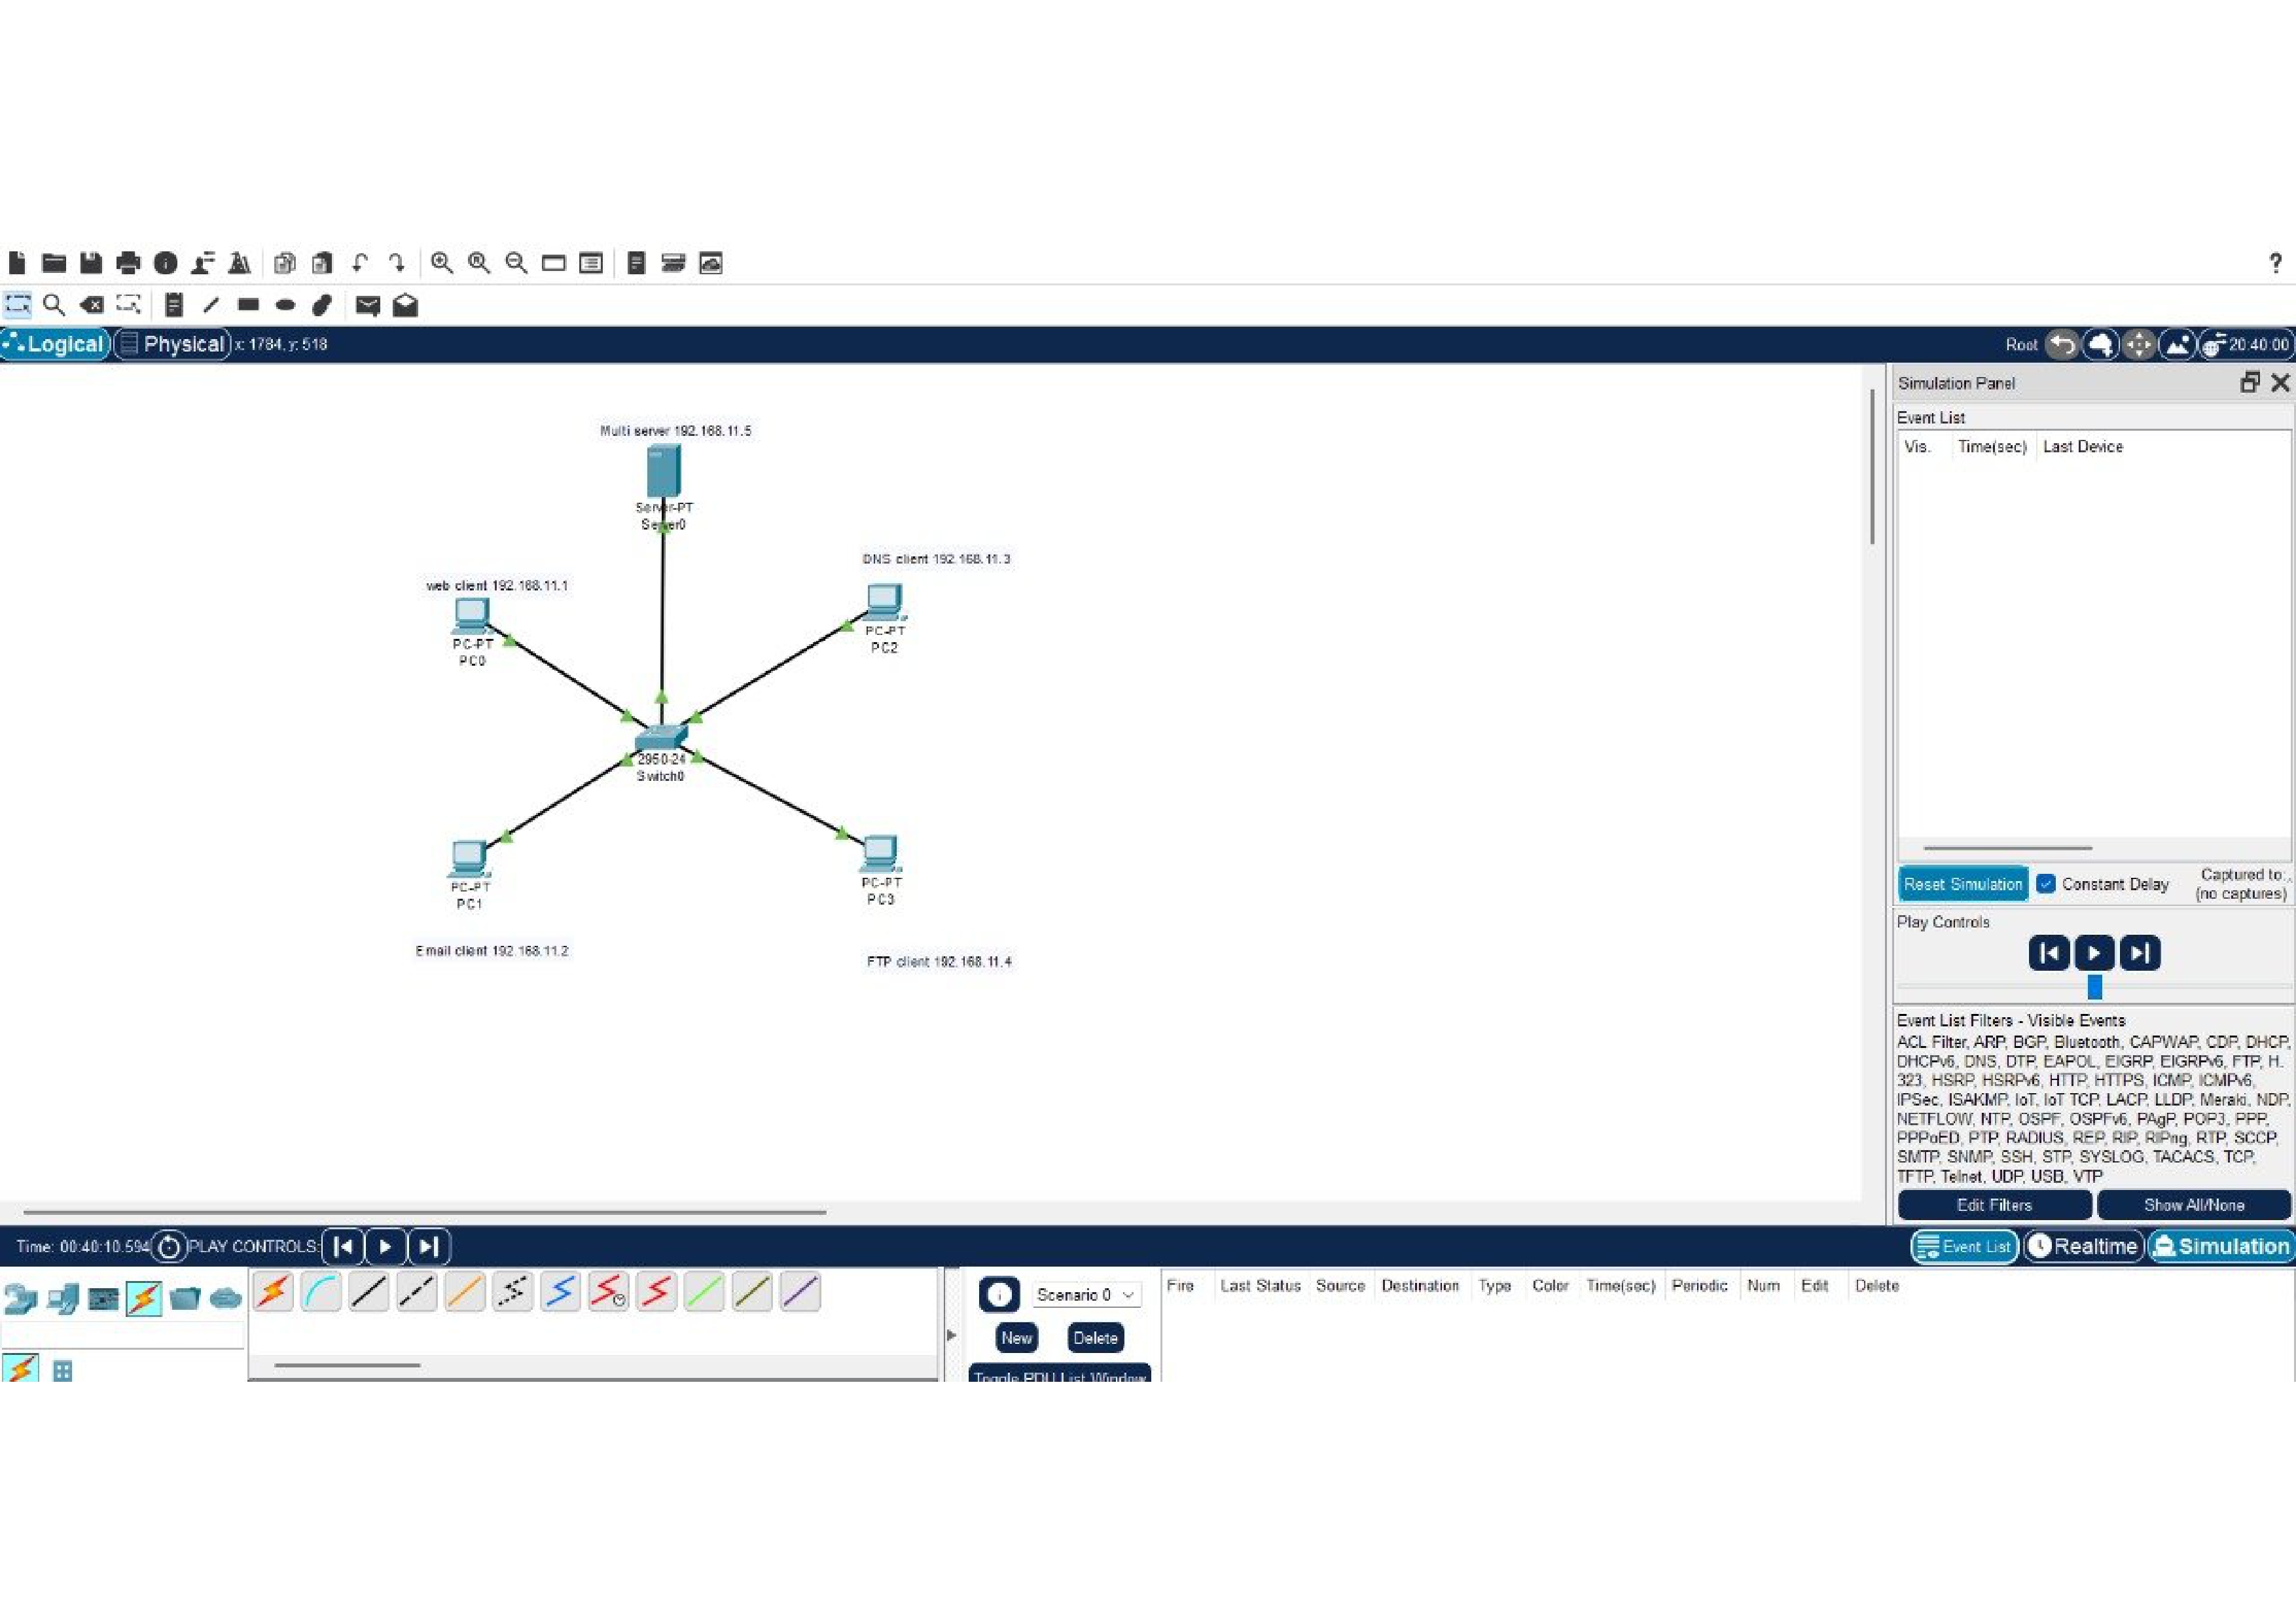 ?
Logical Physical x: 1784, y: 518 Root 20:40:00
Simulation Panel
Event List
Vis. Time(sec) Last Device
Multi server 192.168.11.5
Server-PT
Server0
DNS client 192.168.11.3
web client 192.168.11.1
PC-PT
PC2
PC-PT
PC0
2950-24
Switch0
PC-PT
PC1
PC-PT
PC3
Email client 192.168.11.2
FTP client 192.168.11.4
Reset Simulation Constant Delay Captured to:
(no captures)
Play Controls
Event List Filters - Visible Events
ACL Filter, ARP, BGP, Bluetooth, CAPWAP, CDP, DHCP,
DHCPv6, DNS, DTP, EAPOL, EIGRP, EIGRPv6, FTP, H.
323, HSRP, HSRPv6, HTTP, HTTPS, ICMP, ICMPv6,
IPSec, ISAKMP, IoT, IoT TCP, LACP, LLDP, Meraki, NDP,
NETFLOW, NTP, OSPF, OSPFv6, PAgP, POP3, PPP,
PPPoED, PTP, RADIUS, REP, RIP, RIPng, RTP, SCCP,
SMTP, SNMP, SSH, STP, SYSLOG, TACACS, TCP,
TFTP, Telnet, UDP, USB, VTP
Edit Filters Show All/None
Time: 00:40:10.594 PLAY CONTROLS: Event List Realtime Simulation
Scenario 0
New Delete
Toggle PDU List Window
Fire Last Status Source Destination Type Color Time(sec) Periodic Num Edit Delete